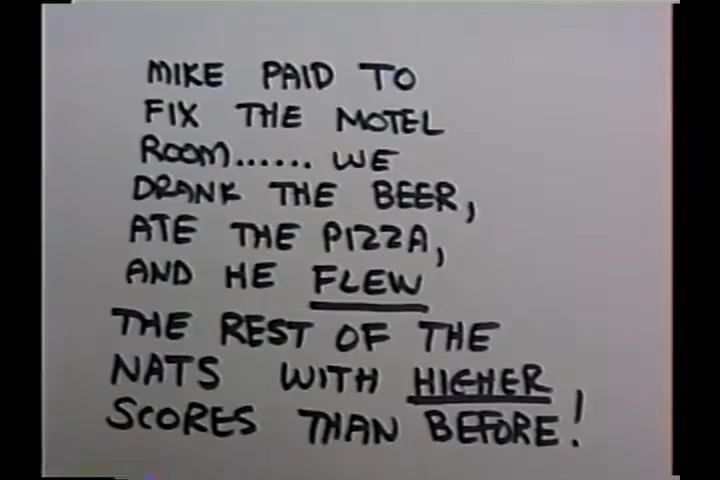 MIKE PAID TO
FIX THE MOTEL
ROOM...... WE
DRANK THE BEER,
ATE THE PIZZA,
AND HE FLEW
THE REST OF THE
NATS WITH HIGHER
SCORES THAN BEFORE!